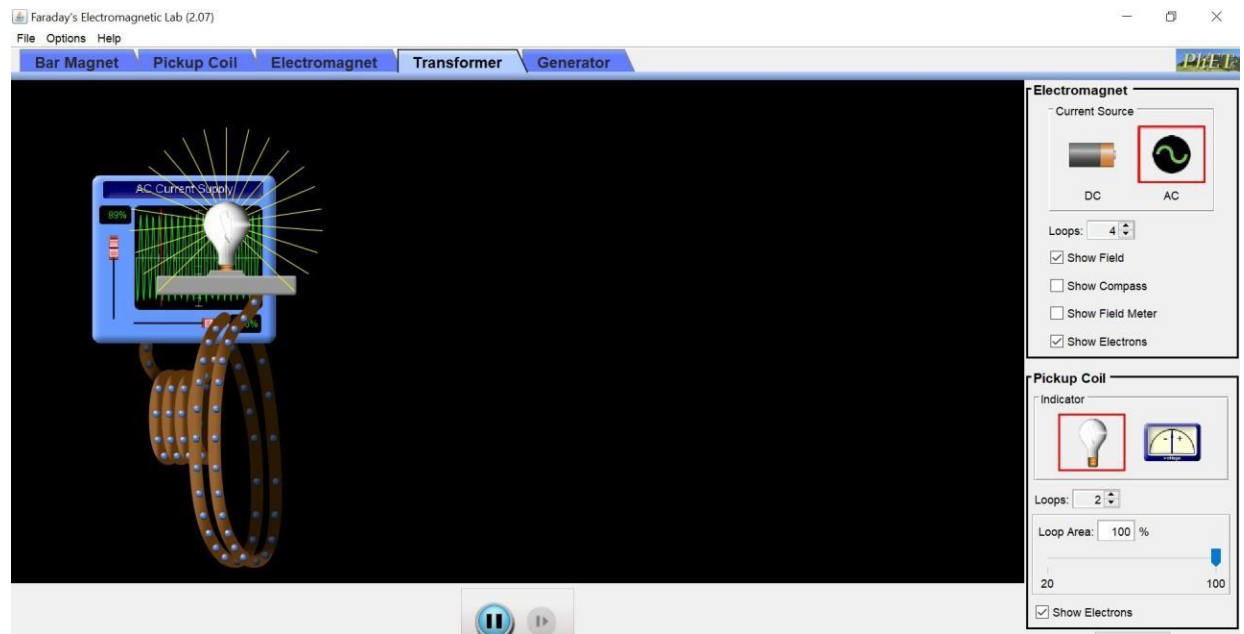 Faraday's Electromagnetic Lab (2.07)
File Options Help
Bar Magnet Pickup Coil Electromagnet Transformer Generator
PhET
AC Current Supply
89%
Electromagnet
Current Source
DC AC
Loops: 4
Show Field
Show Compass
Show Field Meter
Show Electrons
Pickup Coil
Indicator
voltage
Loops: 2
Loop Area: 100 %
20 100
Show Electrons